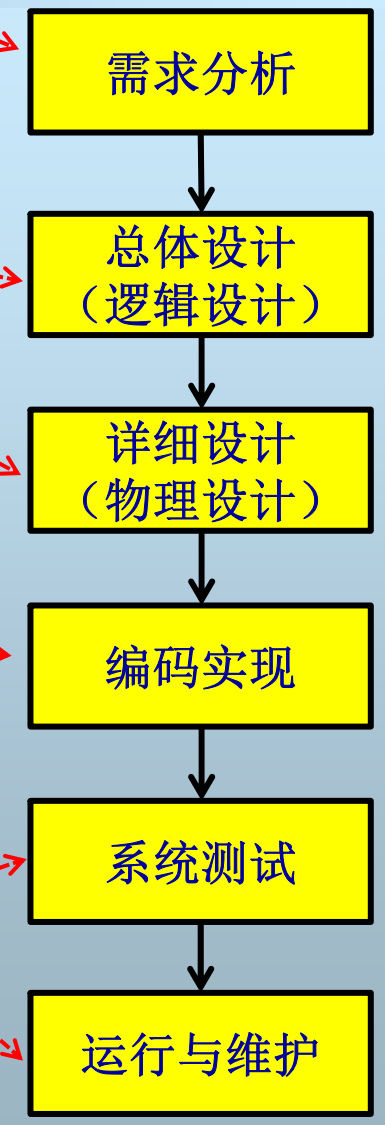 需求分析
总体设计
（逻辑设计）
详细设计
（物理设计）
编码实现
系统测试
运行与维护